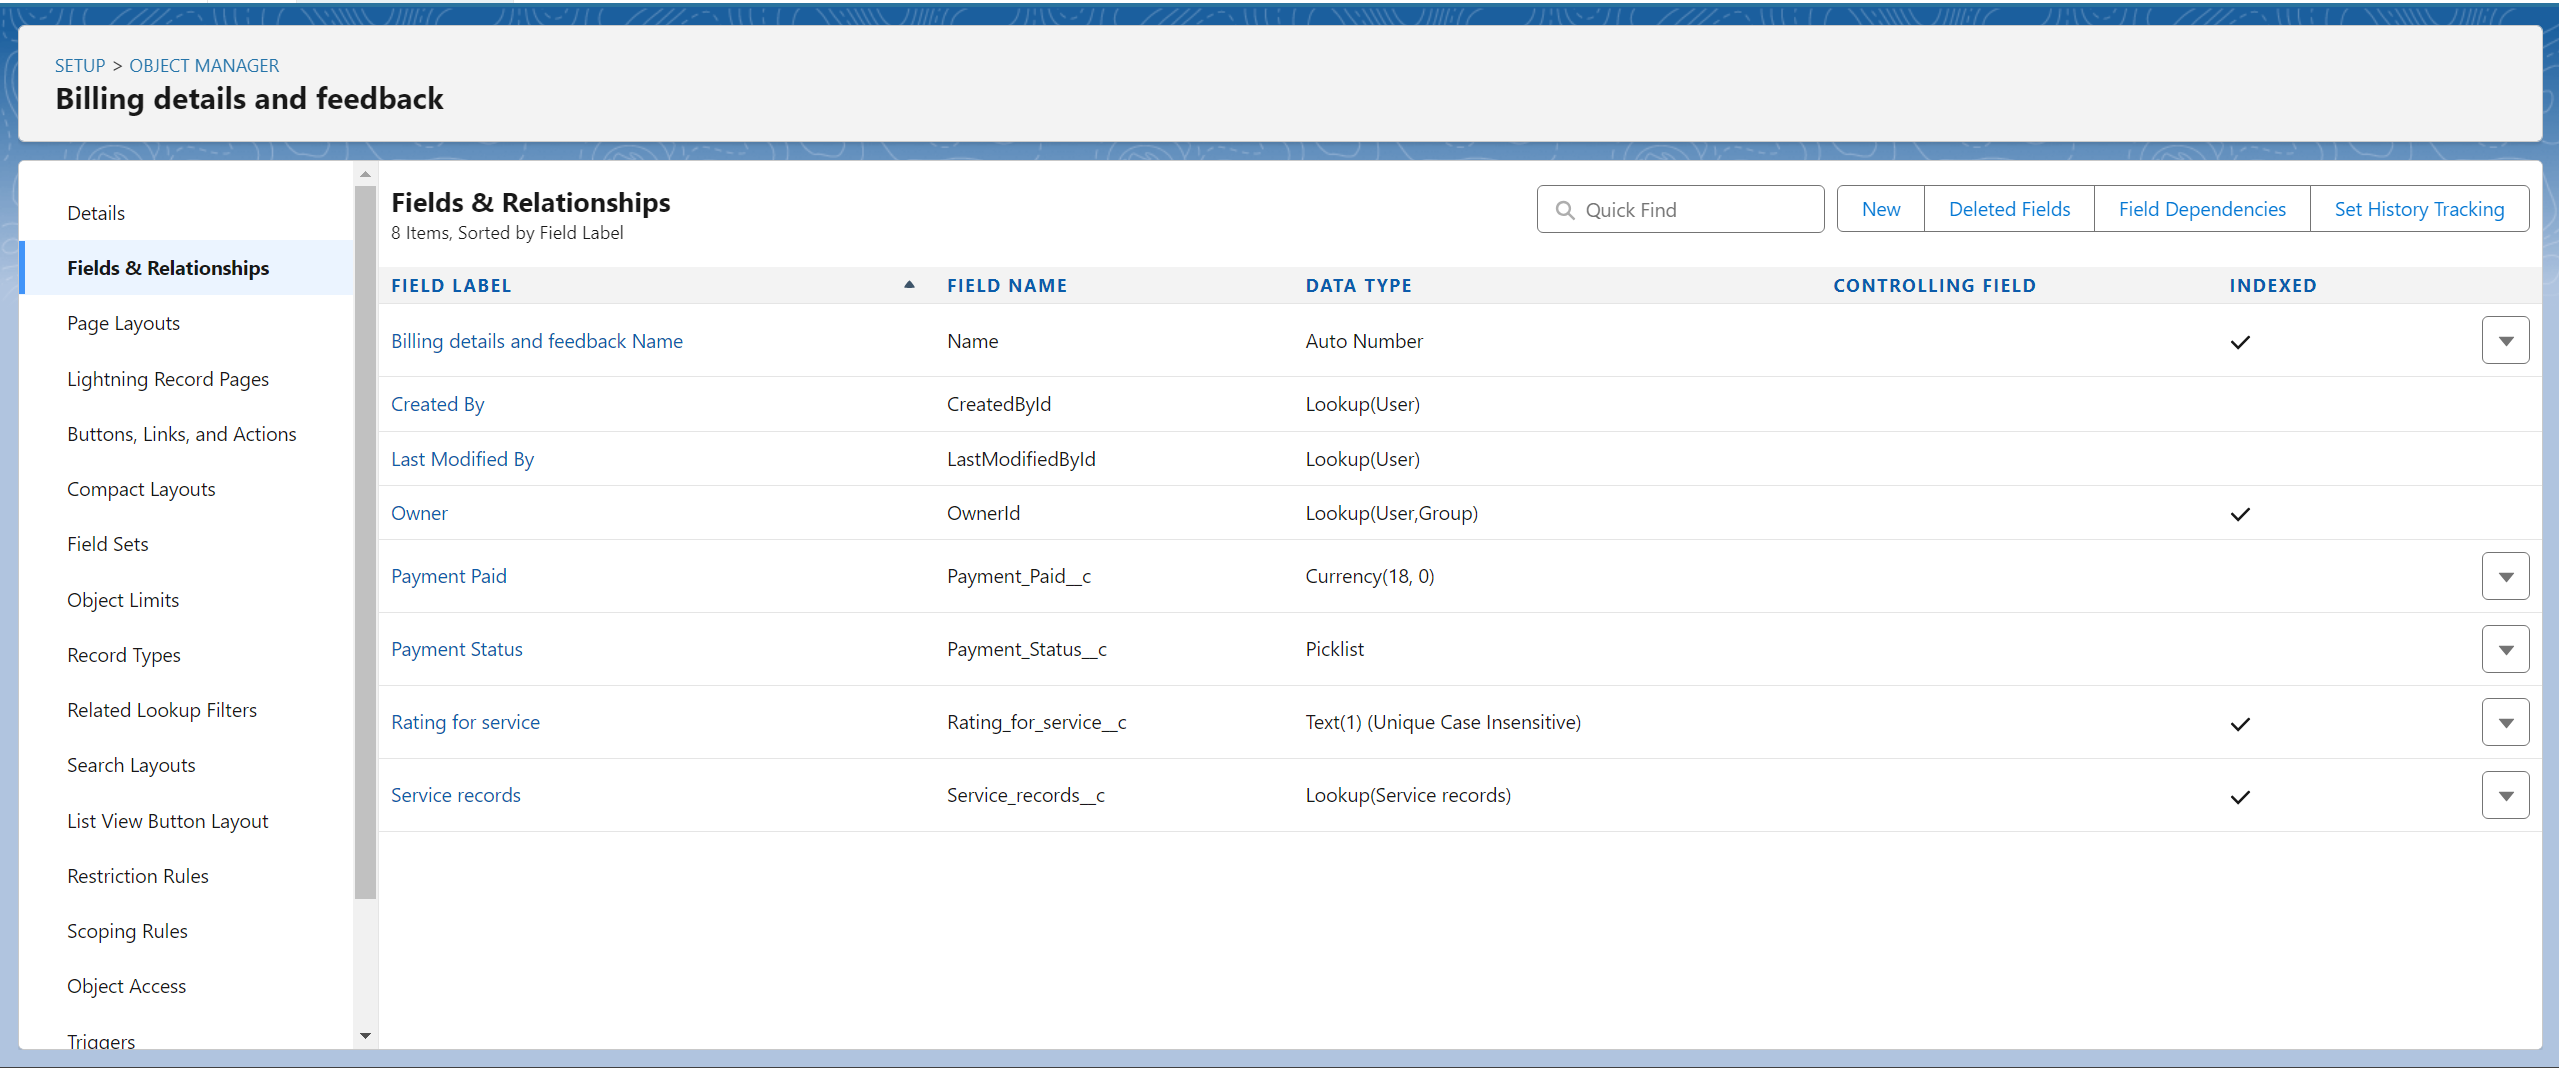 SETUP > OBJECT MANAGER
Billing details and feedback
Details
Fields & Relationships
Page Layouts
Lightning Record Pages
Buttons, Links, and Actions
Compact Layouts
Field Sets
Object Limits
Record Types
Related Lookup Filters
Search Layouts
List View Button Layout
Restriction Rules
Scoping Rules
Object Access
Triggers
Fields & Relationships
8 Items, Sorted by Field Label
Quick Find
New Deleted Fields Field Dependencies Set History Tracking
FIELD LABEL FIELD NAME DATA TYPE CONTROLLING FIELD INDEXED
Billing details and feedback Name Name Auto Number
Created By CreatedById Lookup(User)
Last Modified By LastModifiedById Lookup(User)
Owner OwnerId Lookup(User,Group)
Payment Paid Payment_Paid__c Currency(18, 0)
Payment Status Payment_Status__c Picklist
Rating for service Rating_for_service__c Text(1) (Unique Case Insensitive)
Service records Service_records__c Lookup(Service records)